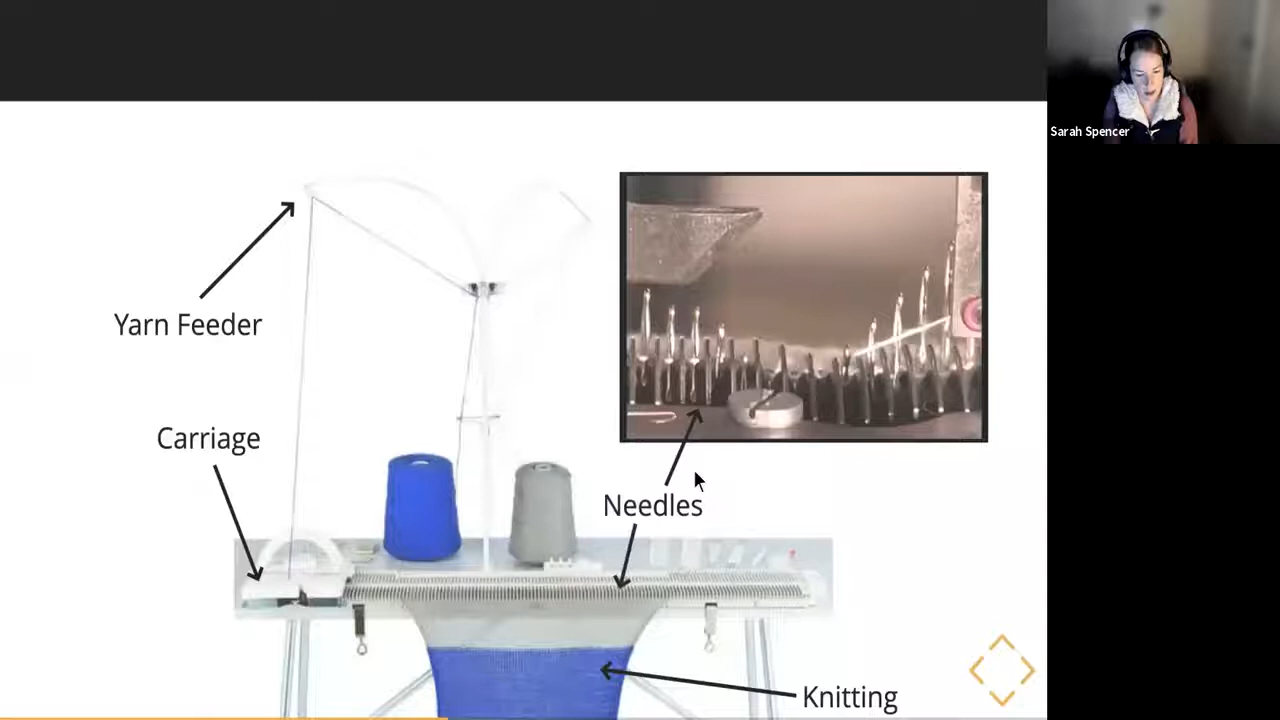 Sarah Spencer
Yarn Feeder
Carriage
Needles
Knitting